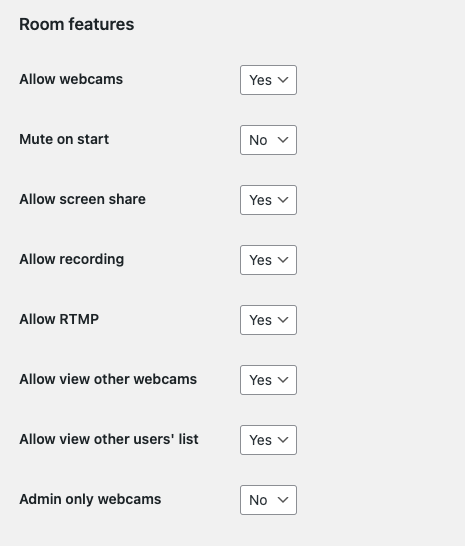 Room features
Allow webcams Yes
Mute on start No
Allow screen share Yes
Allow recording Yes
Allow RTMP Yes
Allow view other webcams Yes
Allow view other users' list Yes
Admin only webcams No